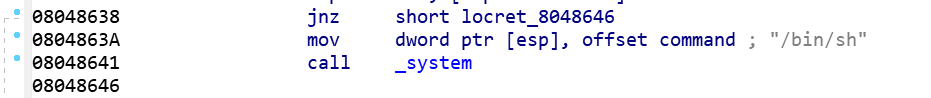 08048638 jnz short locret_8048646
0804863A mov dword ptr [esp], offset command ; "/bin/sh"
08048641 call _system
08048646